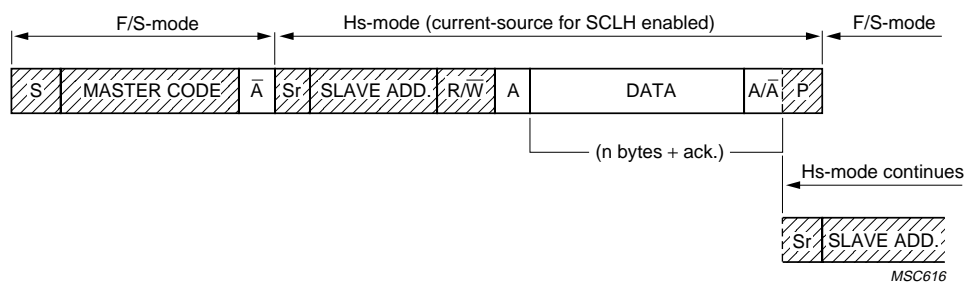 F/S-mode Hs-mode (current-source for SCLH enabled) F/S-mode
S MASTER CODE A̅ Sr SLAVE ADD. R/W̅ A DATA A/A̅ P
(n bytes + ack.)
Hs-mode continues
Sr SLAVE ADD.
MSC616